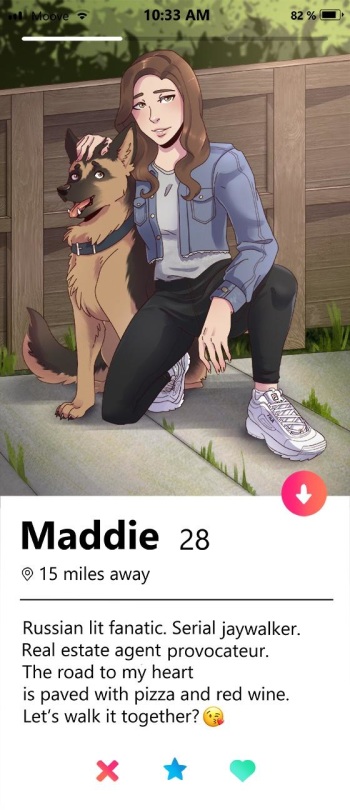 Moove 10:33 AM 82 %
Maddie 28
15 miles away
Russian lit fanatic. Serial jaywalker.
Real estate agent provocateur.
The road to my heart
is paved with pizza and red wine.
Let's walk it together? 😘